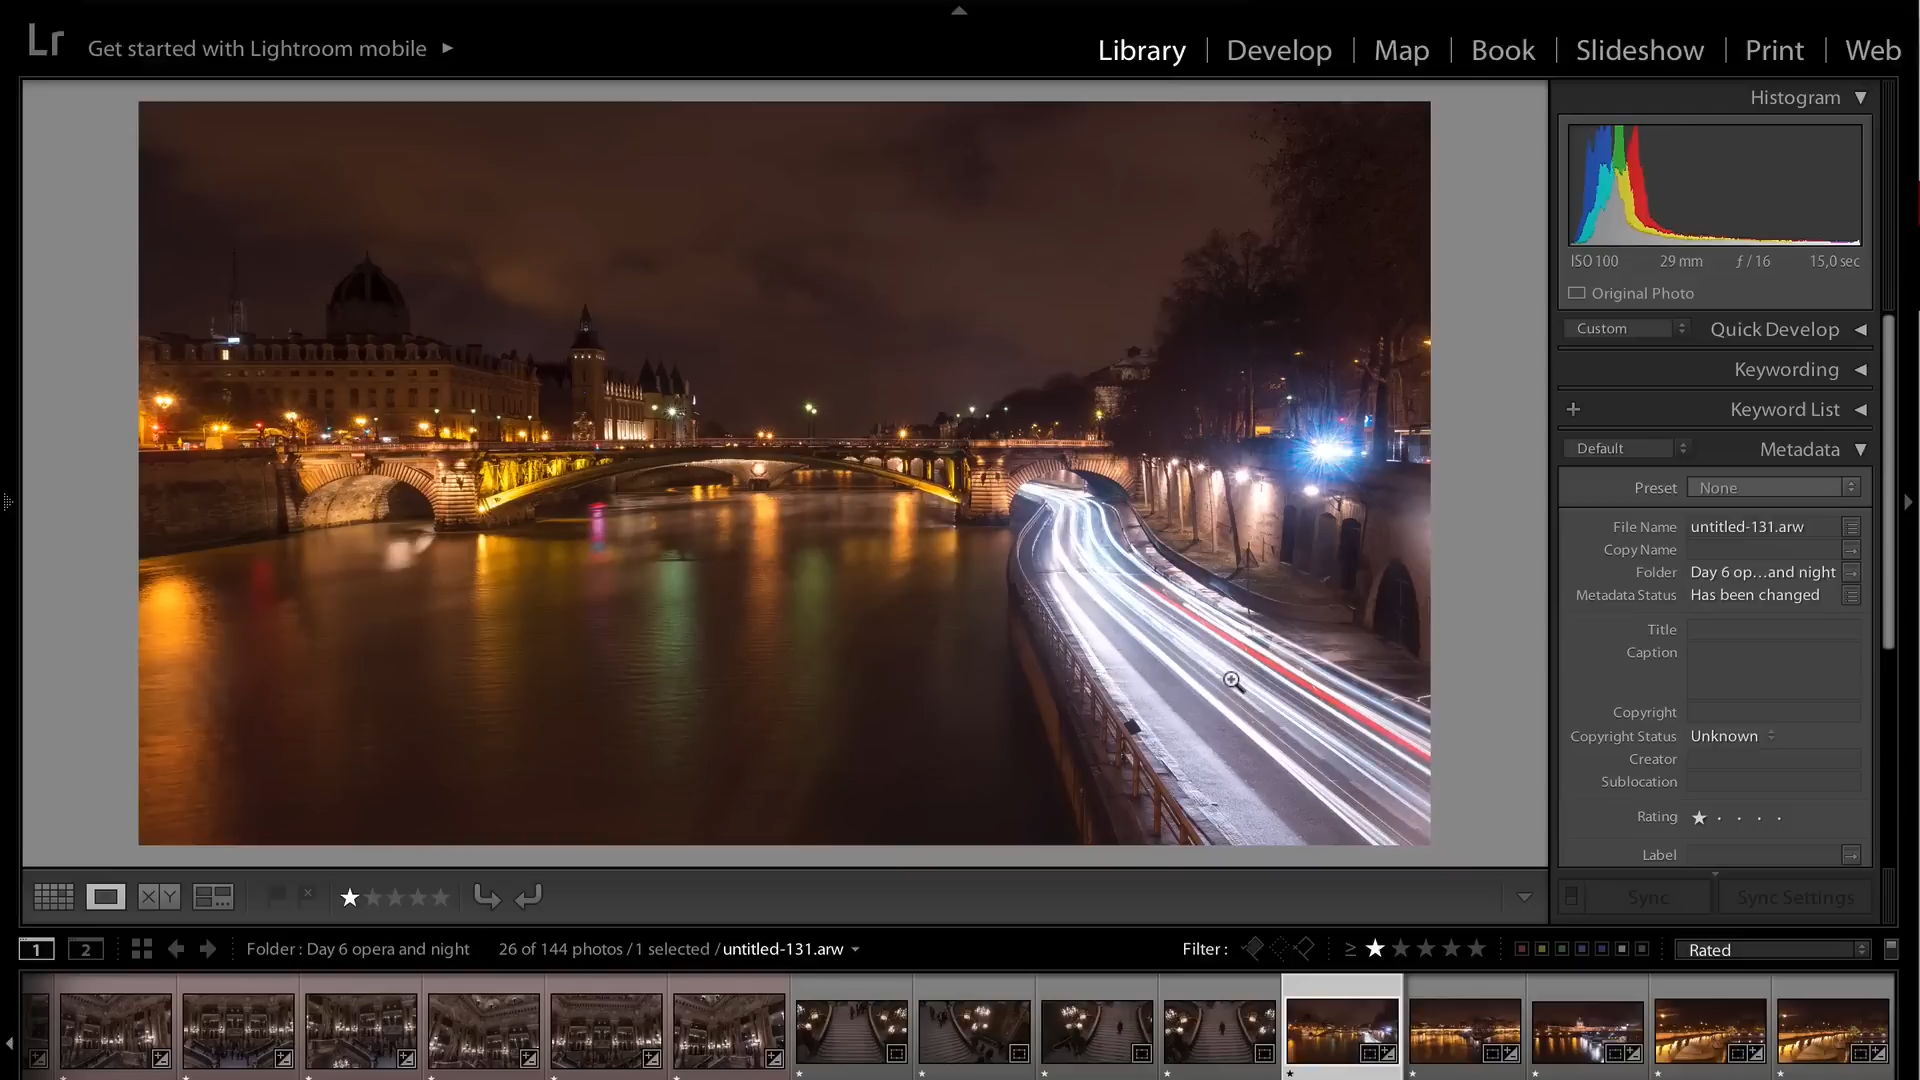 Lr Get started with Lightroom mobile
Library | Develop | Map | Book | Slideshow | Print | Web
Histogram
ISO 100 29 mm ƒ / 16 15,0 sec
Original Photo
Custom Quick Develop
Keywording
+ Keyword List
Default Metadata
Preset None
File Name untitled-131.arw
Copy Name
Folder Day 6 op...and night
Metadata Status Has been changed
Title
Caption
Copyright
Copyright Status Unknown
Creator
Sublocation
Rating
Label
X Y
Sync Sync Settings
1 2 Folder : Day 6 opera and night 26 of 144 photos / 1 selected / untitled-131.arw Filter : ≥ Rated